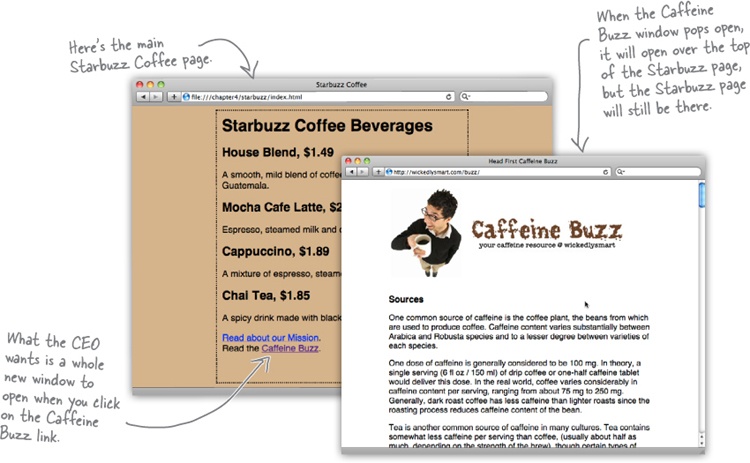 Here's the main
Starbuzz Coffee page.
When the Caffeine
Buzz window pops open,
it will open over the top
of the Starbuzz page,
but the Starbuzz page
will still be there.
Starbuzz Coffee
file:///chapter4/starbuzz/index.html
Starbuzz Coffee Beverages
House Blend, $1.49
A smooth, mild blend of coffe
Guatemala.
Mocha Cafe Latte, $2
Espresso, steamed milk and
Cappuccino, $1.89
A mixture of espresso, steam
Chai Tea, $1.85
A spicy drink made with black
Read about our Mission.
Read the Caffeine Buzz.
What the CEO
wants is a whole
new window to
open when you click
on the Caffeine
Buzz link.
Head First Caffeine Buzz
http://wickedlysmart.com/buzz/
Caffeine Buzz
your caffeine resource @ wickedlysmart
Sources
One common source of caffeine is the coffee plant, the beans from which
are used to produce coffee. Caffeine content varies substantially between
Arabica and Robusta species and to a lesser degree between varieties of
each species.
One dose of caffeine is generally considered to be 100 mg. In theory, a
single serving (6 fl oz / 150 ml) of drip coffee or one-half caffeine tablet
would deliver this dose. In the real world, coffee varies considerably in
caffeine content per serving, ranging from about 75 mg to 250 mg.
Generally, dark roast coffee has less caffeine than lighter roasts since the
roasting process reduces caffeine content of the bean.
Tea is another common source of caffeine in many cultures. Tea contains
somewhat less caffeine per serving than coffee, (usually about half as
much, depending on the strength of the brew), though certain types of